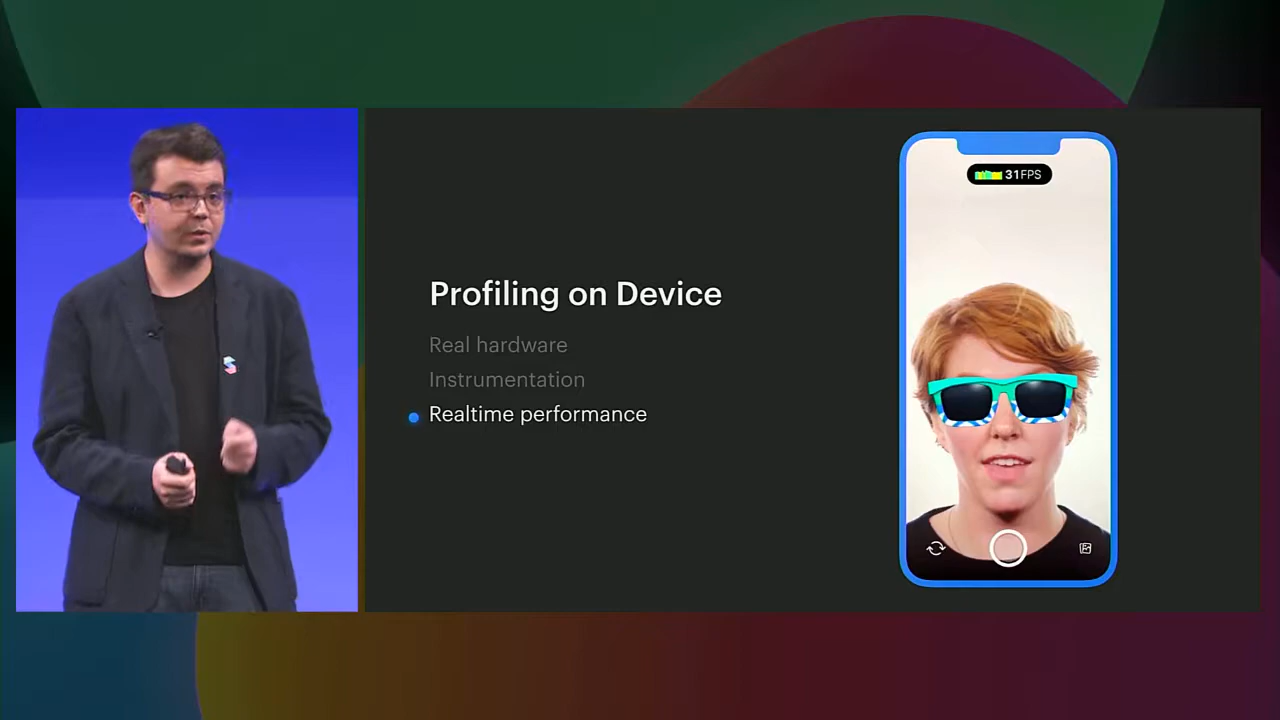 31FPS
Profiling on Device
Real hardware
Instrumentation
Realtime performance